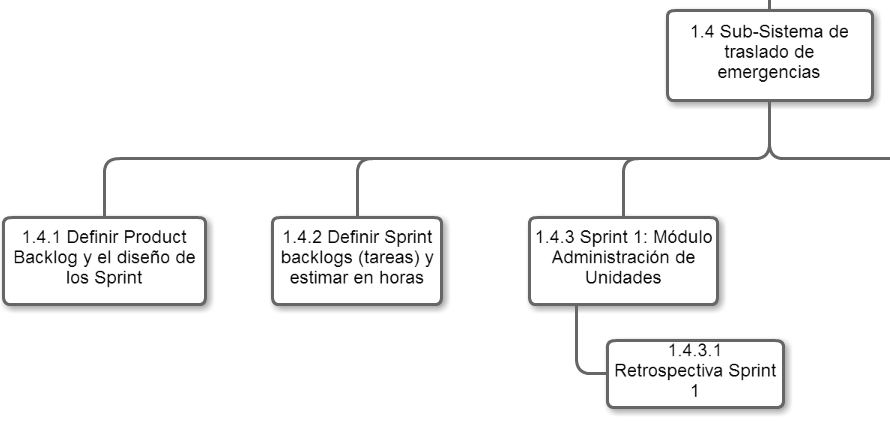 1.4 Sub-Sistema de
traslado de
emergencias
1.4.1 Definir Product
Backlog y el diseño de
los Sprint
1.4.2 Definir Sprint
backlogs (tareas) y
estimar en horas
1.4.3 Sprint 1: Módulo
Administración de
Unidades
1.4.3.1
Retrospectiva Sprint
1